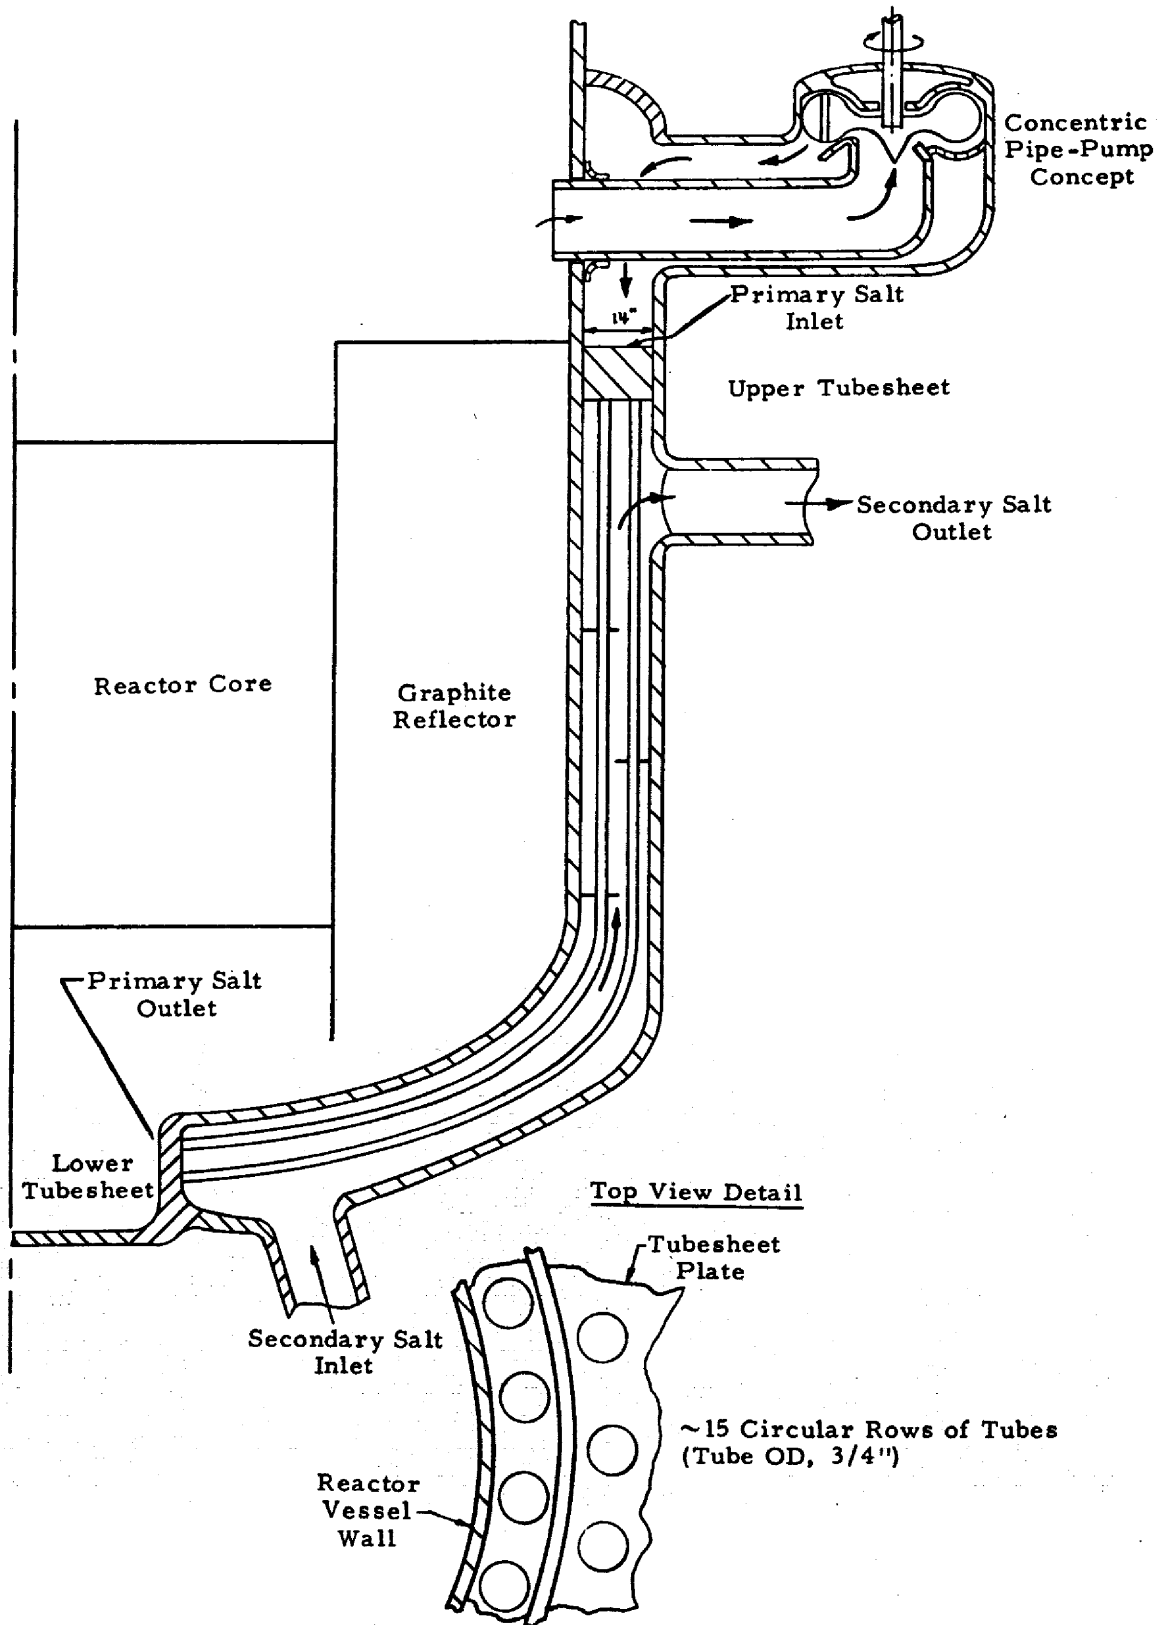 Concentric
Pipe-Pump
Concept
Primary Salt
Inlet
14"
Upper Tubesheet
Secondary Salt
Outlet
Reactor Core
Graphite
Reflector
Primary Salt
Outlet
Lower
Tubesheet
Top View Detail
Tubesheet
Plate
Secondary Salt
Inlet
~15 Circular Rows of Tubes
(Tube OD, 3/4")
Reactor
Vessel
Wall